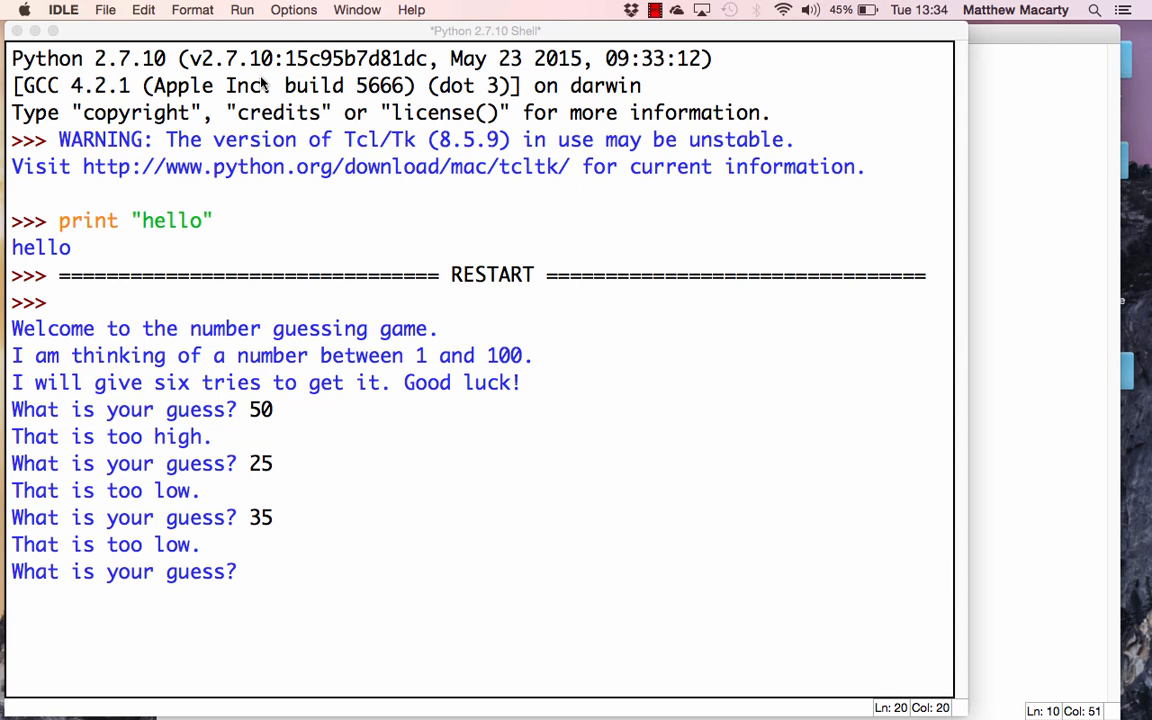 IDLE File Edit Format Run Options Window Help 45% Tue 13:34 Matthew Macarty
*Python 2.7.10 Shell*
Python 2.7.10 (v2.7.10:15c95b7d81dc, May 23 2015, 09:33:12)
[GCC 4.2.1 (Apple Inc. build 5666) (dot 3)] on darwin
Type "copyright", "credits" or "license()" for more information.
>>> WARNING: The version of Tcl/Tk (8.5.9) in use may be unstable.
Visit http://www.python.org/download/mac/tcltk/ for current information.
>>> print "hello"
hello
>>> ================================ RESTART ================================
>>>
Welcome to the number guessing game.
I am thinking of a number between 1 and 100.
I will give six tries to get it. Good luck!
What is your guess? 50
That is too high.
What is your guess? 25
That is too low.
What is your guess? 35
That is too low.
What is your guess?
Ln: 20 Col: 20
Ln: 10 Col: 51